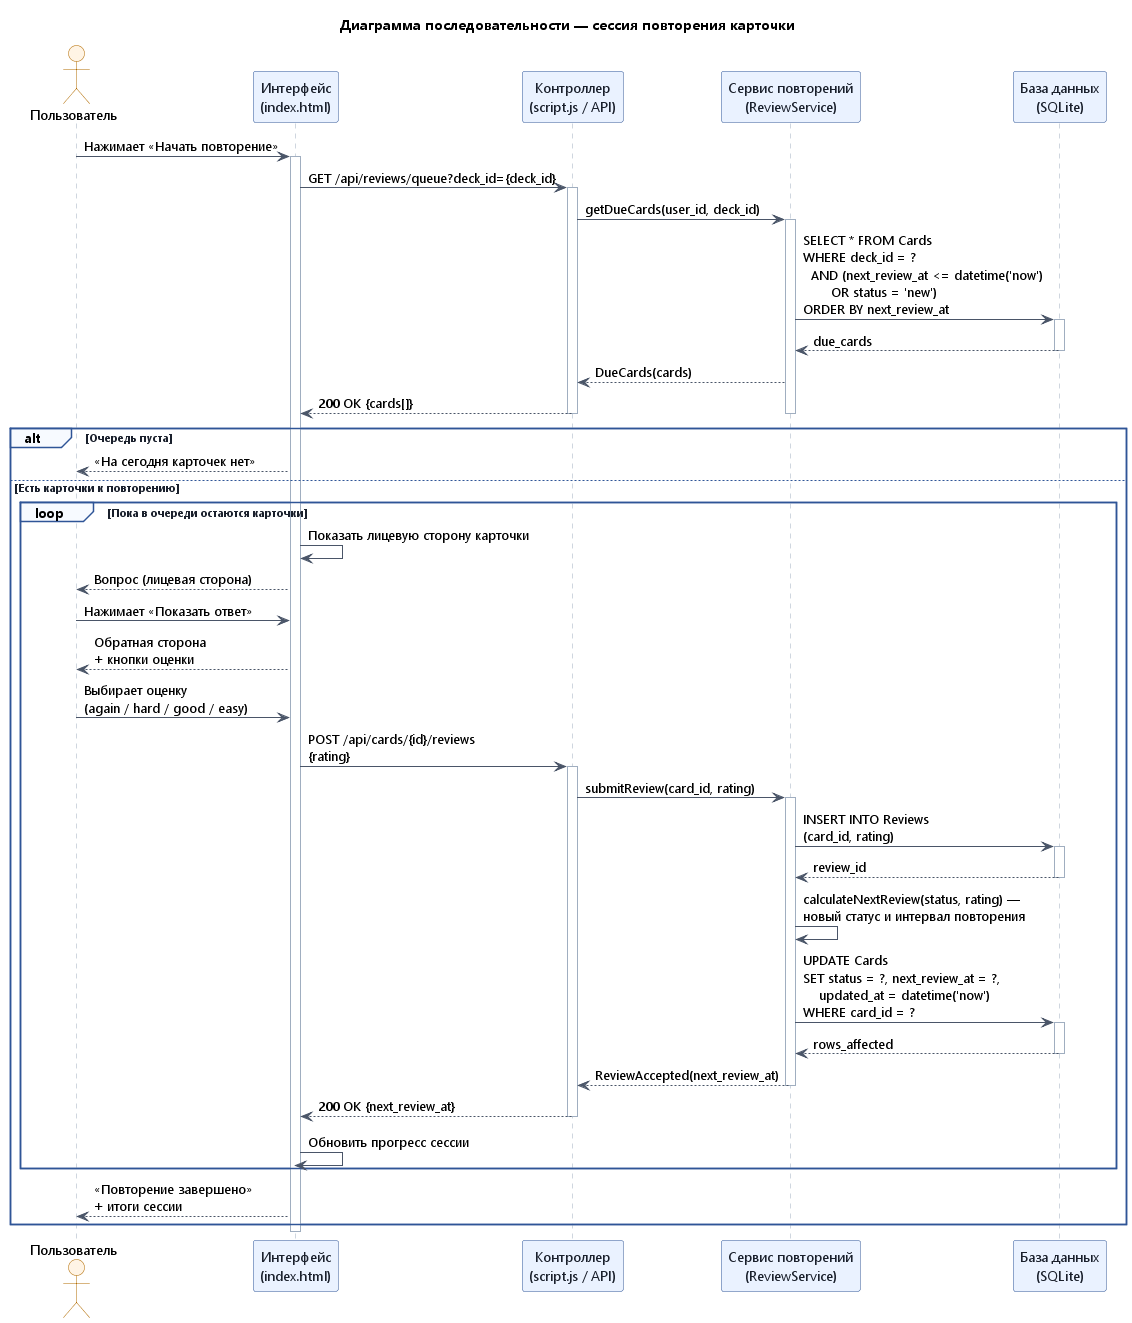 Диаграмма последовательности — сессия повторения карточки
Пользователь
Интерфейс
(index.html)
Контроллер
(script.js / API)
Сервис повторений
(ReviewService)
База данных
(SQLite)
Нажимает «Начать повторение»
GET /api/reviews/queue?deck_id={deck_id}
getDueCards(user_id, deck_id)
SELECT * FROM Cards
WHERE deck_id = ?
AND (next_review_at <= datetime('now')
OR status = 'new')
ORDER BY next_review_at
due_cards
DueCards(cards)
200 OK {cards[]}
alt [Очередь пуста]
«На сегодня карточек нет»
[Есть карточки к повторению]
loop [Пока в очереди остаются карточки]
Показать лицевую сторону карточки
Вопрос (лицевая сторона)
Нажимает «Показать ответ»
Обратная сторона
+ кнопки оценки
Выбирает оценку
(again / hard / good / easy)
POST /api/cards/{id}/reviews
{rating}
submitReview(card_id, rating)
INSERT INTO Reviews
(card_id, rating)
review_id
calculateNextReview(status, rating) —
новый статус и интервал повторения
UPDATE Cards
SET status = ?, next_review_at = ?,
updated_at = datetime('now')
WHERE card_id = ?
rows_affected
ReviewAccepted(next_review_at)
200 OK {next_review_at}
Обновить прогресс сессии
«Повторение завершено»
+ итоги сессии
Пользователь
Интерфейс
(index.html)
Контроллер
(script.js / API)
Сервис повторений
(ReviewService)
База данных
(SQLite)